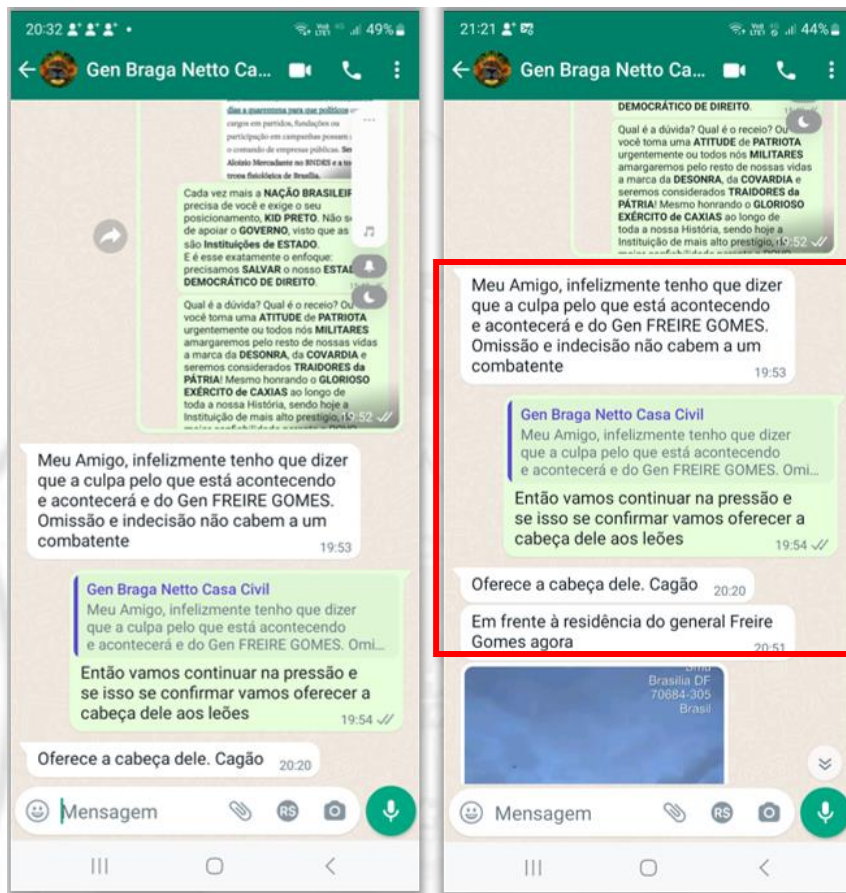 20:32
49%
Gen Braga Netto Ca...
dias a quarentena para que políticos
cargos em partidos, fundações ou
participação em campanhas possam
o comando de empresas públicas.
Aloizio Mercadante no BNDES e a
tropa fisiológica de Brasília.
Cada vez mais a NAÇÃO
precisa de você e exige o seu
posicionamento, KID PRETO. Não
de apoiar o GOVERNO, visto que as
são Instituições de ESTADO.
E é esse exatamente o enfoque:
precisamos SALVAR o nosso
DEMOCRÁTICO DE DIREITO.
Qual é a dúvida? Qual é o receio?
você toma uma ATITUDE de PATRIOTA
urgentemente ou todos nós MILITARES
amargaremos pelo resto de nossas vidas
a marca da DESONRA, da COVARDIA e
seremos considerados TRAIDORES da
PÁTRIA! Mesmo honrando o GLORIOSO
EXÉRCITO de CAXIAS ao longo de
toda a nossa História, sendo hoje a
Instituição de mais alto prestígio,
19:52
Meu Amigo, infelizmente tenho que dizer
que a culpa pelo que está acontecendo
e acontecerá e do Gen FREIRE GOMES.
Omissão e indecisão não cabem a um
combatente
19:53
Gen Braga Netto Casa Civil
Meu Amigo, infelizmente tenho que dizer
que a culpa pelo que está acontecendo
e acontecerá e do Gen FREIRE GOMES. Omi...
Então vamos continuar na pressão e
se isso se confirmar vamos oferecer a
cabeça dele aos leões
19:54
Oferece a cabeça dele. Cagão 20:20
Mensagem
RS
21:21
44%
Gen Braga Netto Ca...
DEMOCRÁTICO DE DIREITO.
Qual é a dúvida? Qual é o receio? Ou
você toma uma ATITUDE de PATRIOTA
urgentemente ou todos nós MILITARES
amargaremos pelo resto de nossas vidas
a marca da DESONRA, da COVARDIA e
seremos considerados TRAIDORES da
PÁTRIA! Mesmo honrando o GLORIOSO
EXÉRCITO de CAXIAS ao longo de
toda a nossa História, sendo hoje a
Instituição de mais alto prestígio,
19:52
Meu Amigo, infelizmente tenho que dizer
que a culpa pelo que está acontecendo
e acontecerá e do Gen FREIRE GOMES.
Omissão e indecisão não cabem a um
combatente
19:53
Gen Braga Netto Casa Civil
Meu Amigo, infelizmente tenho que dizer
que a culpa pelo que está acontecendo
e acontecerá e do Gen FREIRE GOMES. Omi...
Então vamos continuar na pressão e
se isso se confirmar vamos oferecer a
cabeça dele aos leões
19:54
Oferece a cabeça dele. Cagão 20:20
Em frente à residência do general Freire
Gomes agora
20:51
Brasília DF
70684-305
Brasil
Mensagem
RS